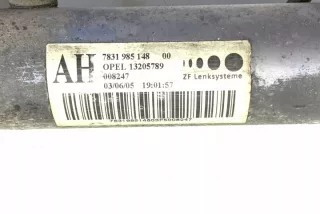 AH
7831 985 148 00
OPEL 13205789
008247
ZF Lenksysteme
03/06/05 19:01:57